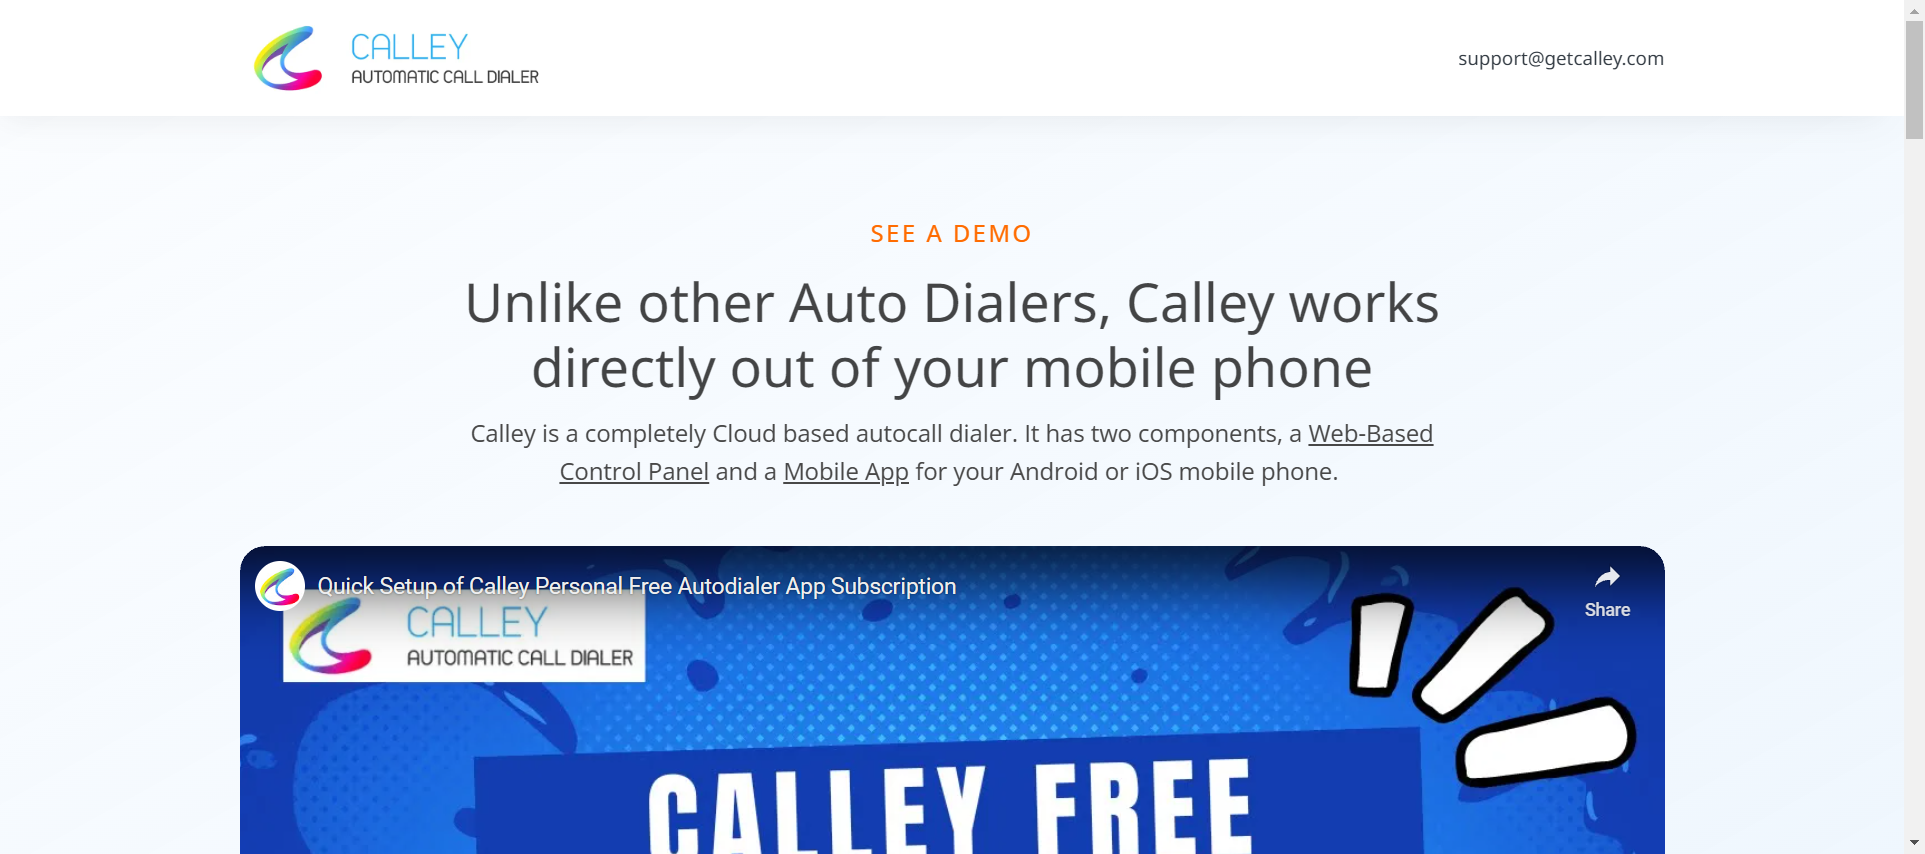 CALLEY
AUTOMATIC CALL DIALER
support@getcalley.com
SEE A DEMO
Unlike other Auto Dialers, Calley works
directly out of your mobile phone
Calley is a completely Cloud based autocall dialer. It has two components, a Web-Based
Control Panel and a Mobile App for your Android or iOS mobile phone.
Quick Setup of Calley Personal Free Autodialer App Subscription
Share
CALLEY
AUTOMATIC CALL DIALER
CALLEY FREE